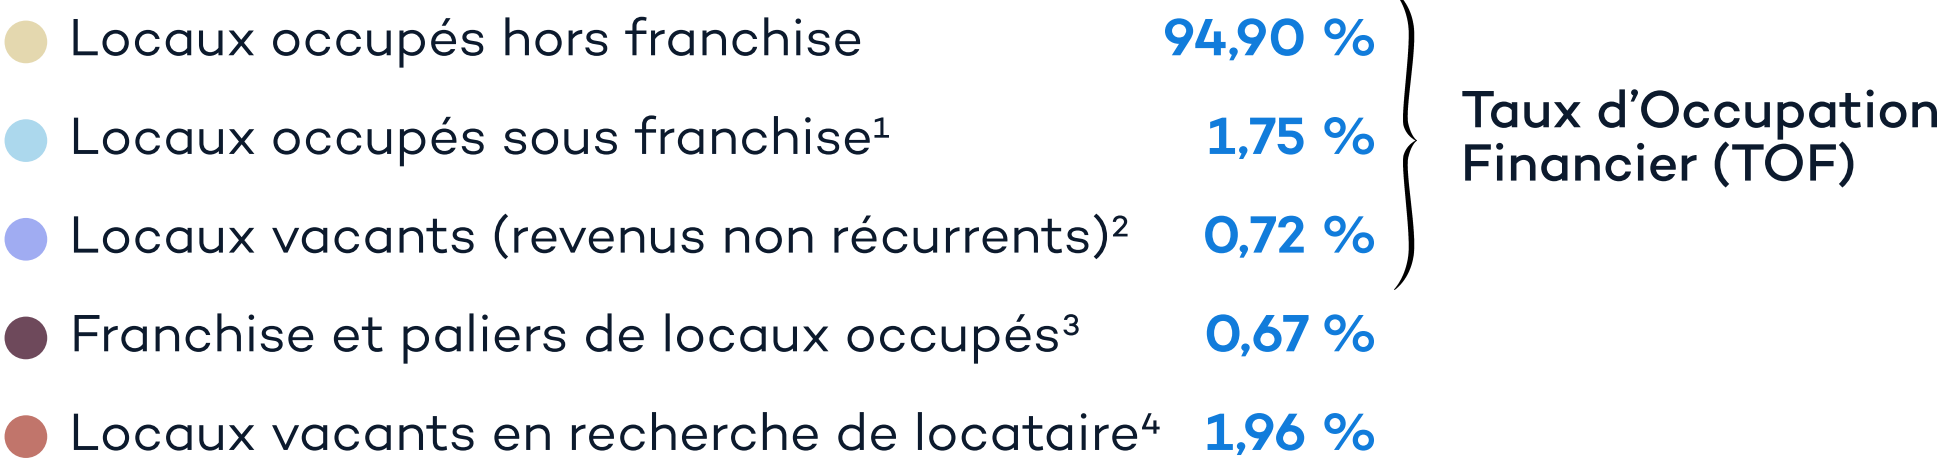 Locaux occupés hors franchise 94,90 %
Locaux occupés sous franchise¹ 1,75 %
Taux d’Occupation
Financier (TOF)
Locaux vacants (revenus non récurrents)² 0,72 %
Franchise et paliers de locaux occupés³ 0,67 %
Locaux vacants en recherche de locataire⁴ 1,96 %